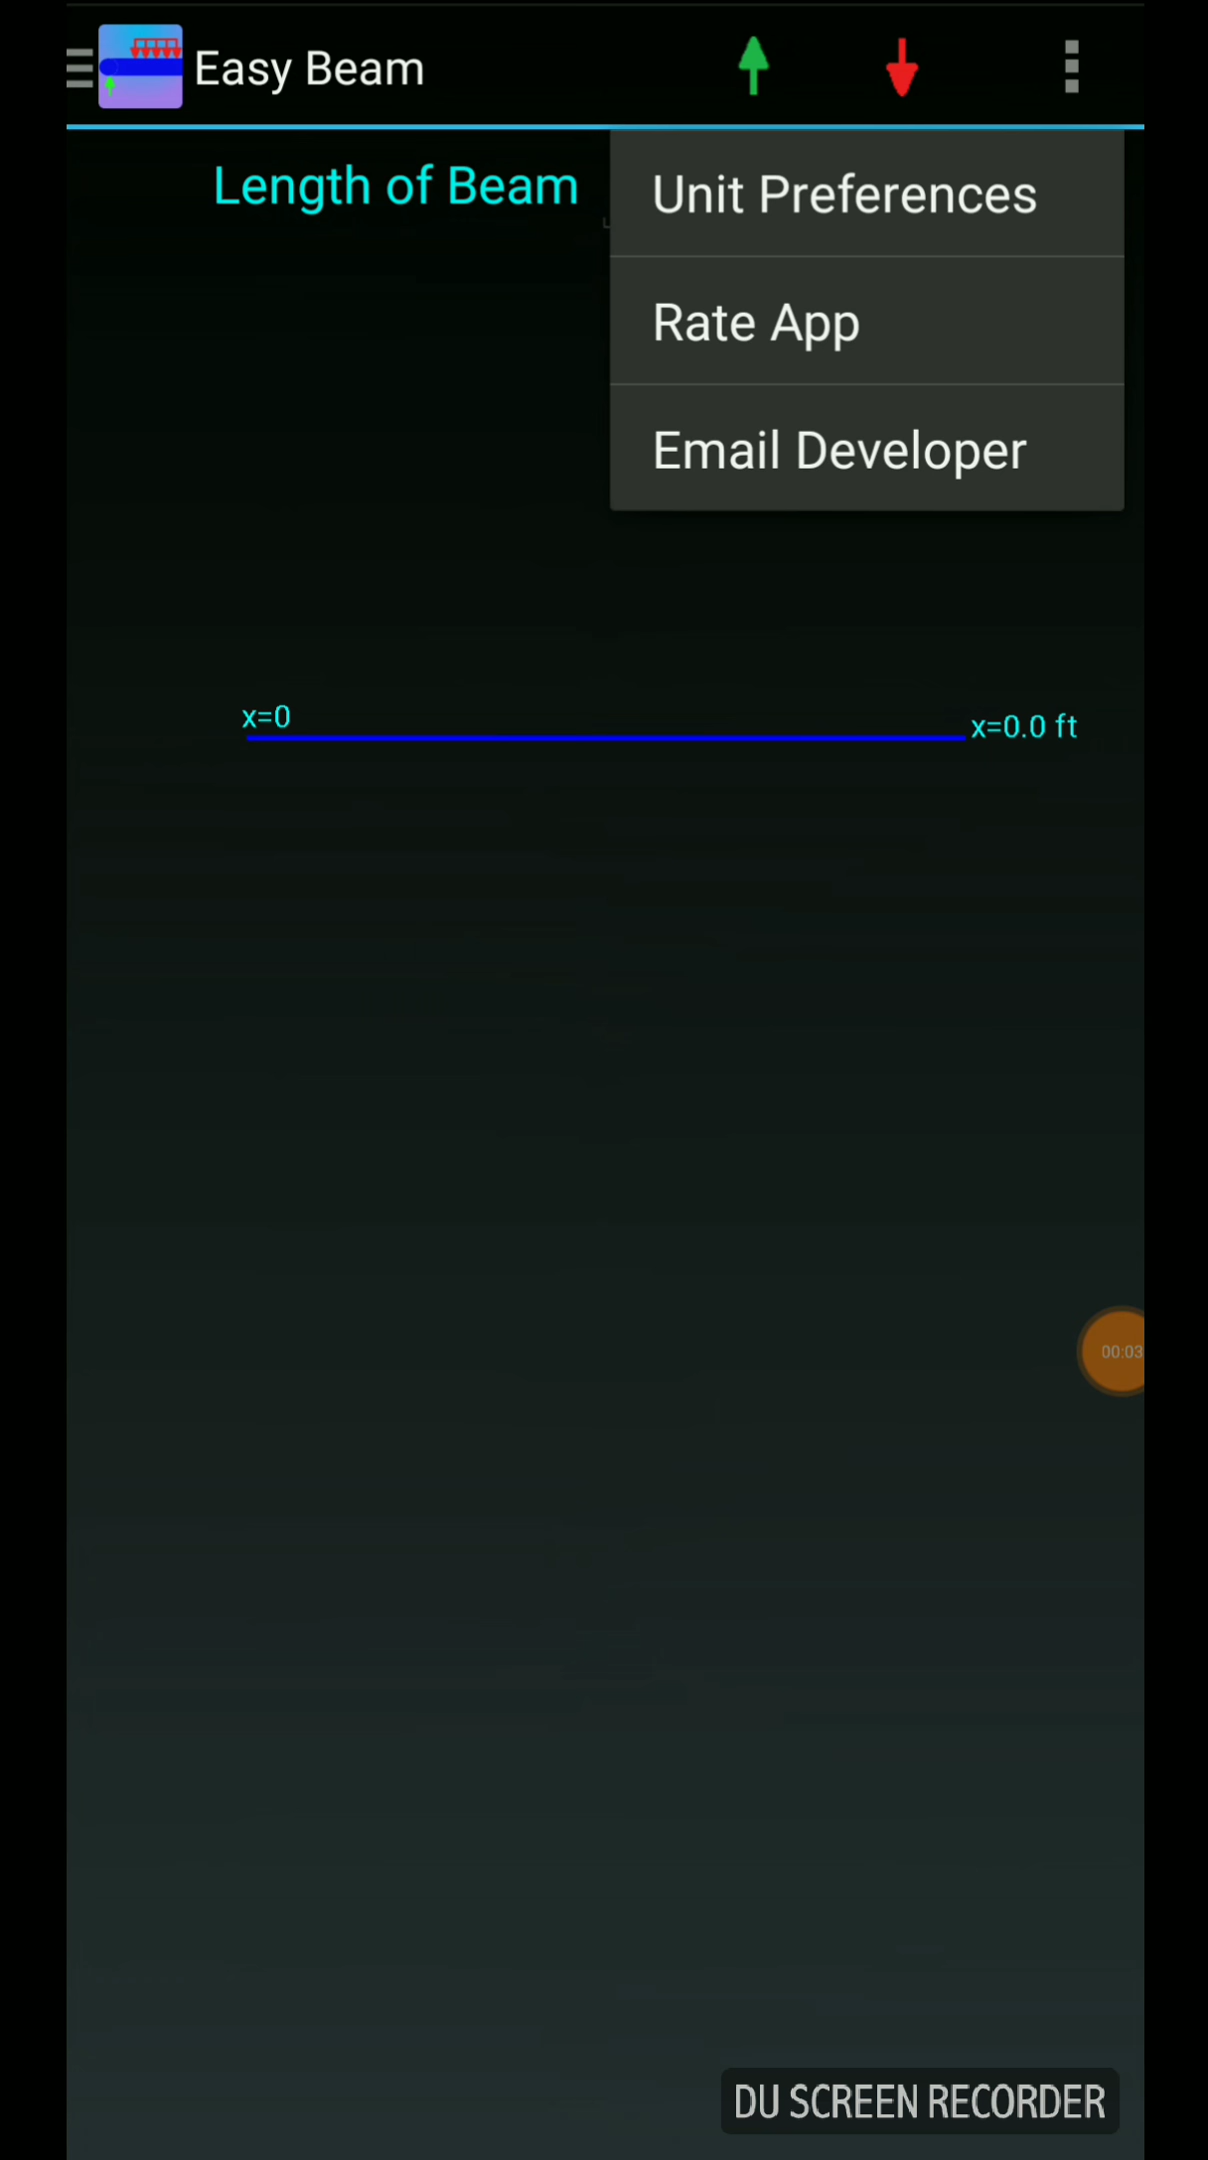 Easy Beam
Length of Beam
Unit Preferences
Rate App
Email Developer
x=0
x=0.0 ft
00:03
DU SCREEN RECORDER